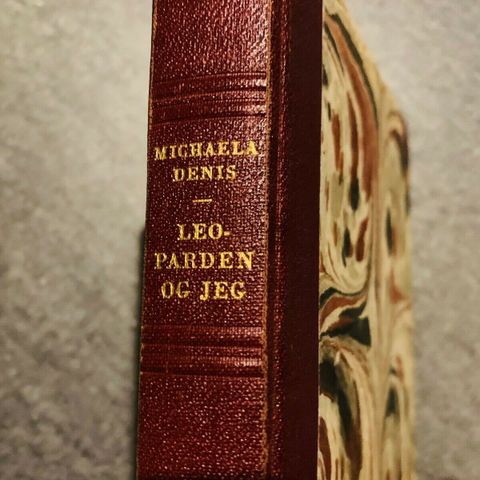 MICHAELA
DENIS
—
LEO-
PARDEN
OG JEG